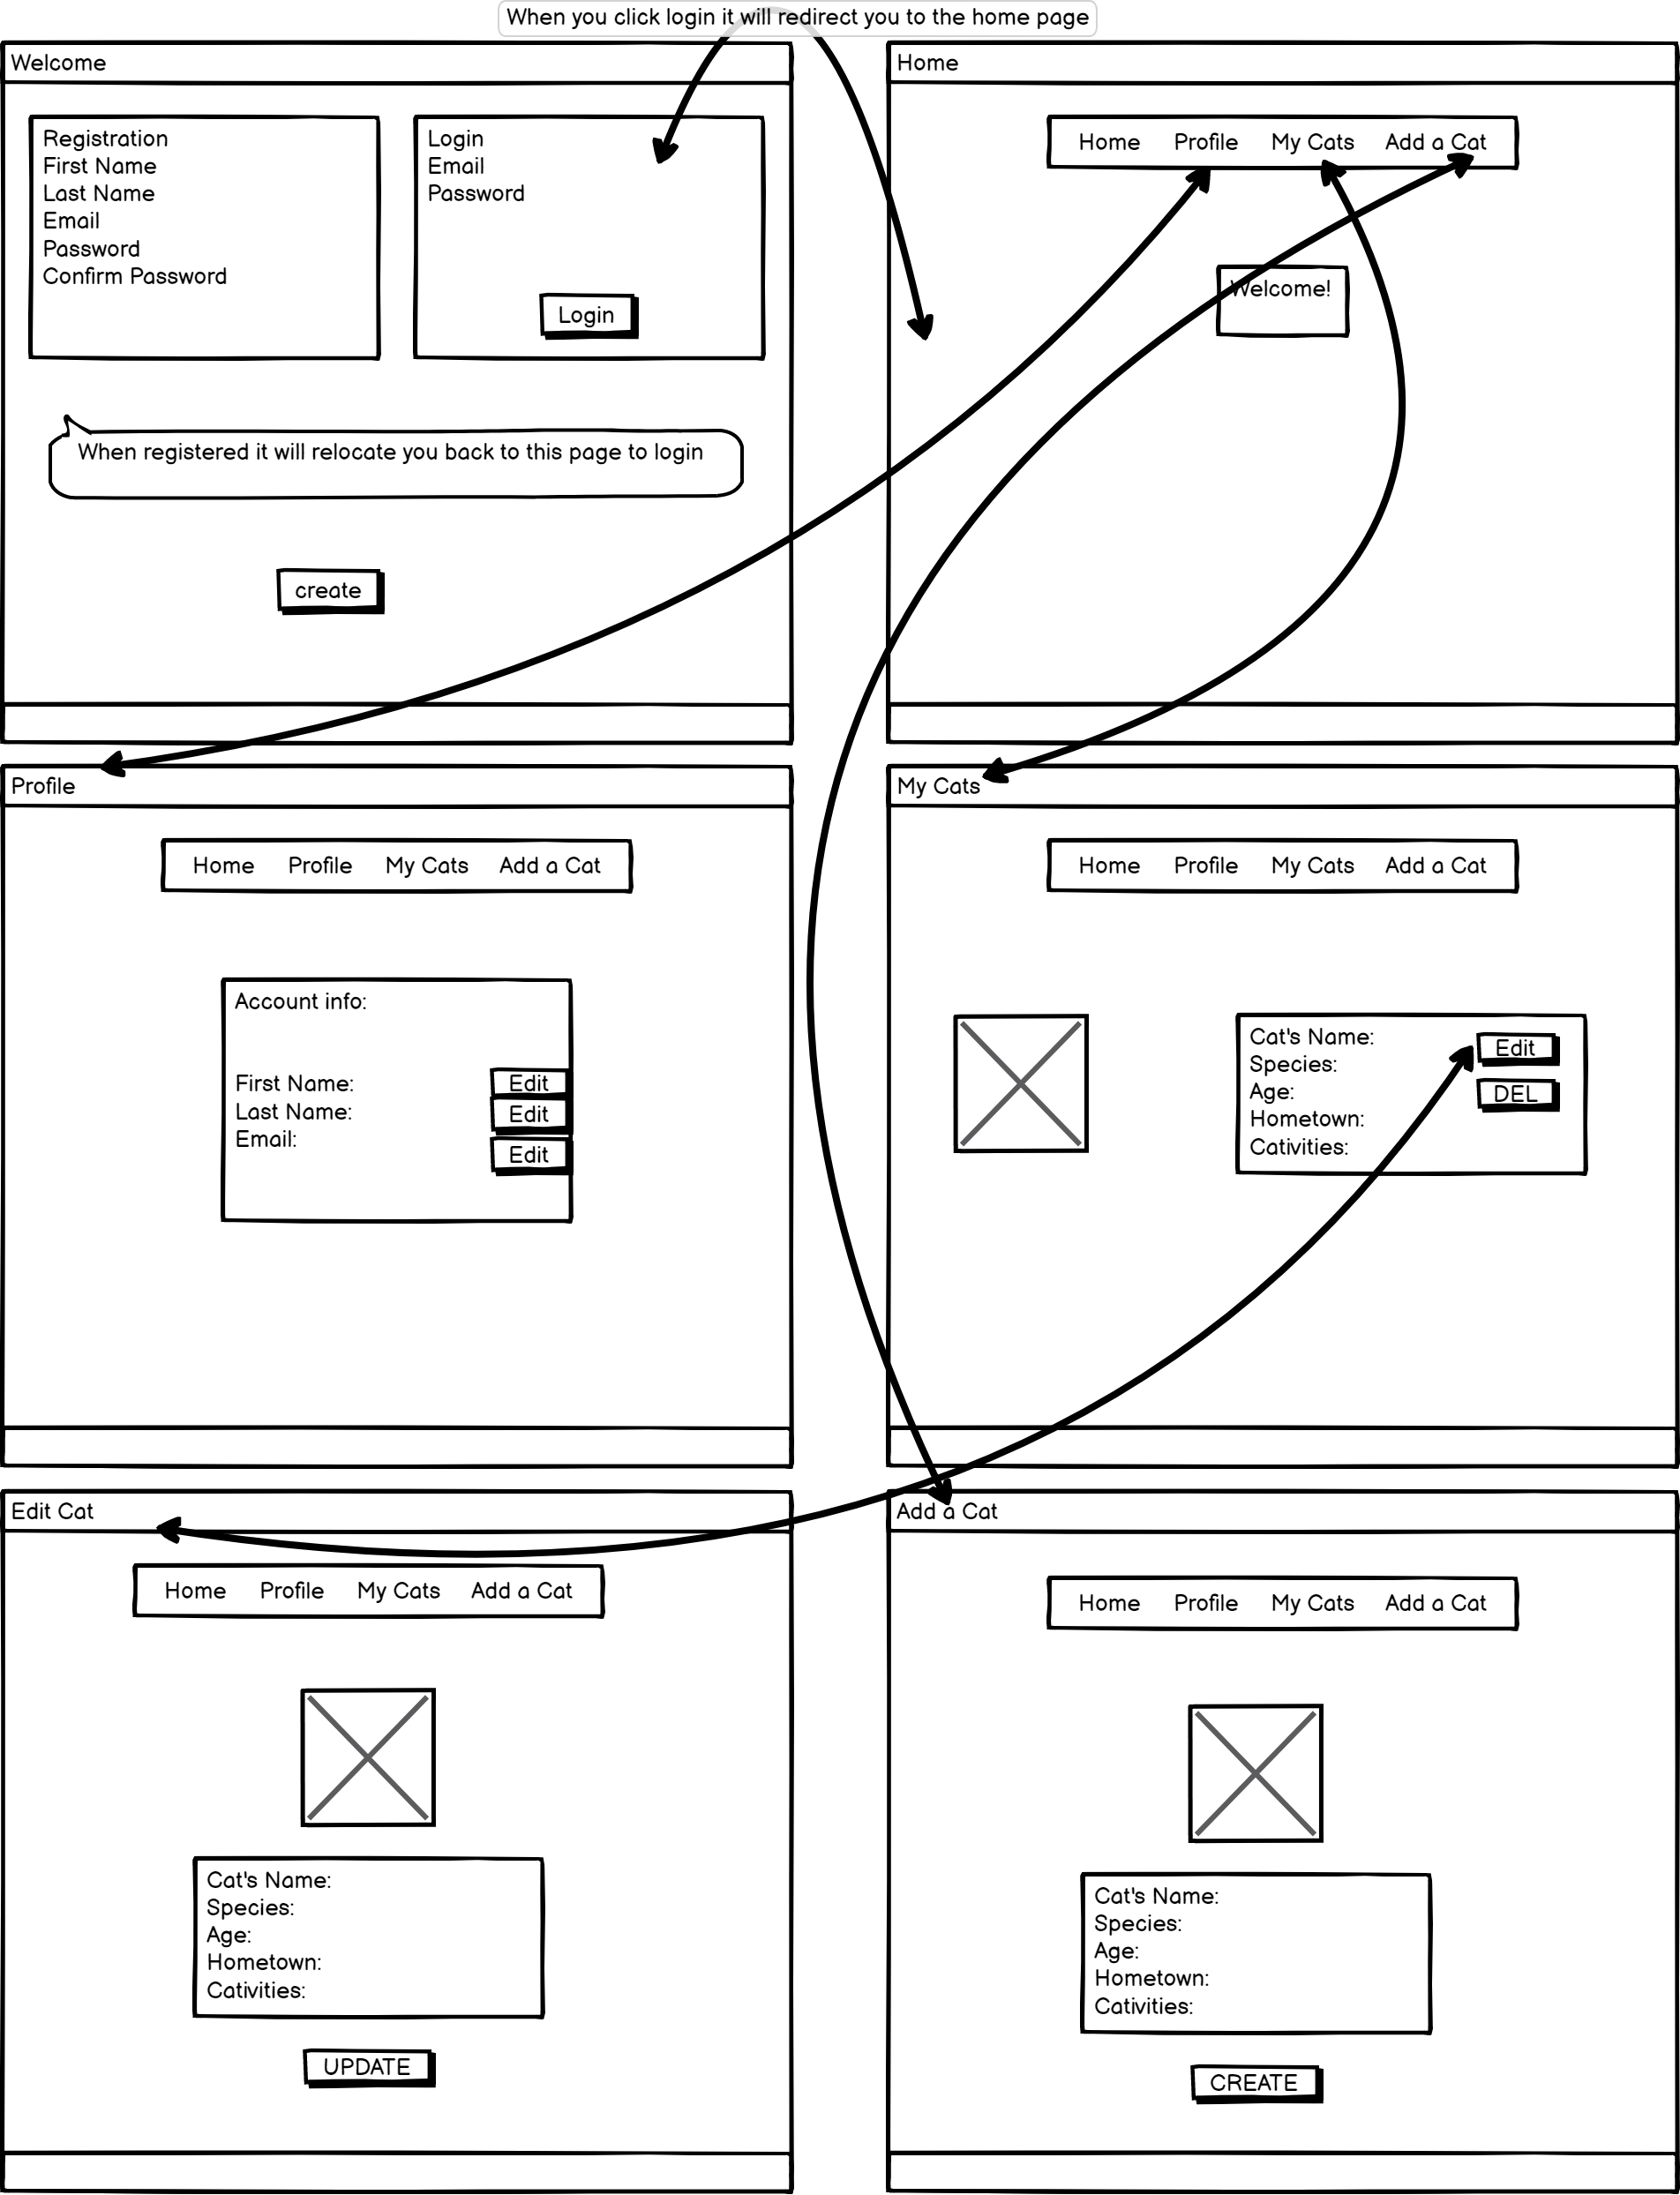 When you click login it will redirect you to the home page
Welcome
Registration
First Name
Last Name
Email
Password
Confirm Password
Login
Email
Password
Login
When registered it will relocate you back to this page to login
create
Home
Home Profile My Cats Add a Cat
Welcome!
Profile
Home Profile My Cats Add a Cat
Account info:
First Name:
Edit
Last Name:
Edit
Email:
Edit
My Cats
Home Profile My Cats Add a Cat
Cat's Name:
Species:
Age:
Hometown:
Cativities:
Edit
DEL
Edit Cat
Home Profile My Cats Add a Cat
Cat's Name:
Species:
Age:
Hometown:
Cativities:
UPDATE
Add a Cat
Home Profile My Cats Add a Cat
Cat's Name:
Species:
Age:
Hometown:
Cativities:
CREATE